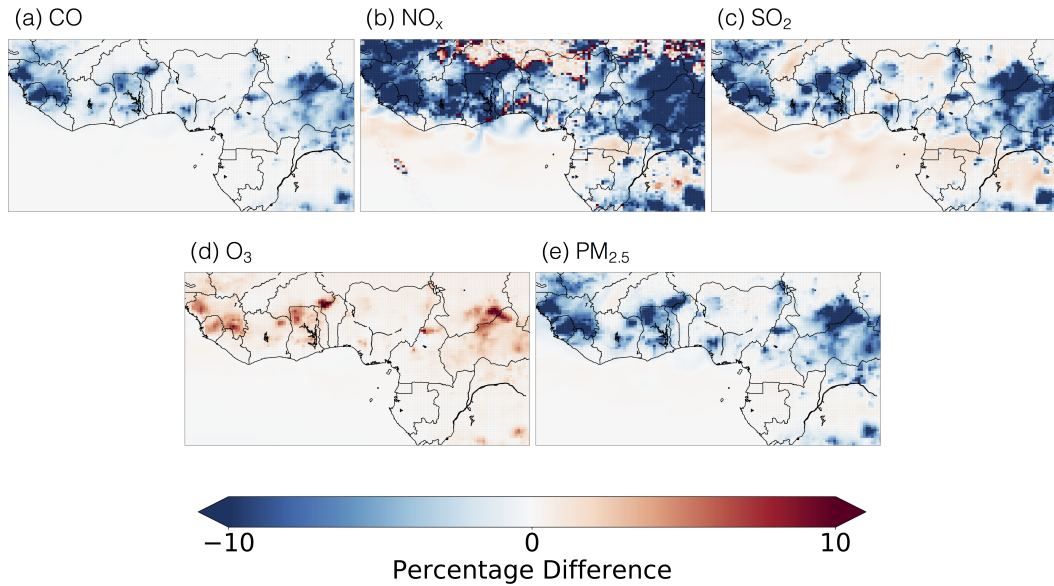 (a) CO
(b) NOₓ
(c) SO₂
(d) O₃
(e) PM₂.₅
−10
0
10
Percentage Difference